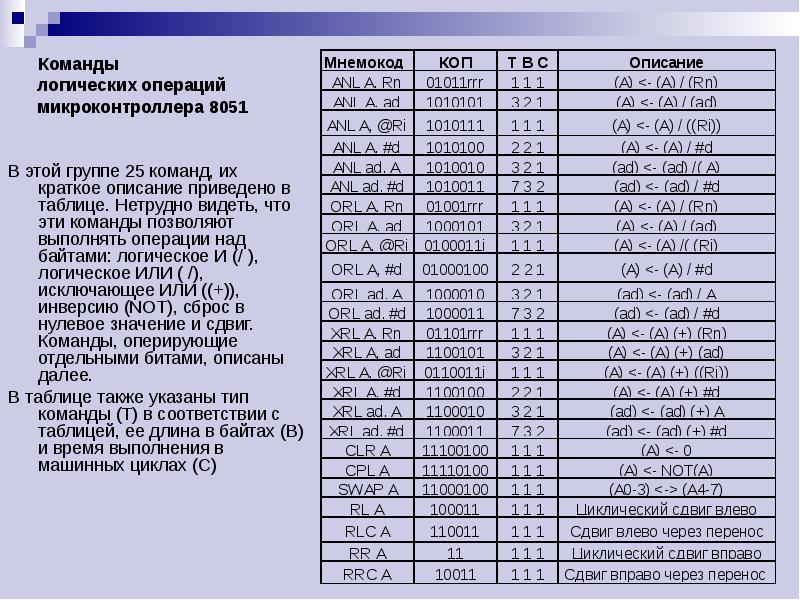 Команды
логических операций
микроконтроллера 8051
В этой группе 25 команд, их
краткое описание приведено в
таблице. Нетрудно видеть, что
эти команды позволяют
выполнять операции над
байтами: логическое И (/ ),
логическое ИЛИ ( /),
исключающее ИЛИ ((+)),
инверсию (NOT), сброс в
нулевое значение и сдвиг.
Команды, оперирующие
отдельными битами, описаны
далее.
В таблице также указаны тип
команды (Т) в соответствии с
таблицей, ее длина в байтах (В)
и время выполнения в
машинных циклах (С)
Мнемокод КОП Т В С Описание
ANL A, Rn 01011rrr 1 1 1 (A) <- (A) / (Rn)
ANL A, ad 1010101 3 2 1 (A) <- (A) / (ad)
ANL A, @Ri 1010111 1 1 1 (A) <- (A) / ((Ri))
ANL A, #d 1010100 2 2 1 (A) <- (A) / #d
ANL ad, A 1010010 3 2 1 (ad) <- (ad) /( A)
ANL ad, #d 1010011 7 3 2 (ad) <- (ad) / #d
ORL A, Rn 01001rrr 1 1 1 (A) <- (A) / (Rn)
ORL A, ad 1000101 3 2 1 (A) <- (A) / (ad)
ORL A, @Ri 0100011i 1 1 1 (A) <- (A) /( (Ri)
ORL A, #d 01000100 2 2 1 (A) <- (A) / #d
ORL ad, A 1000010 3 2 1 (ad) <- (ad) / A
ORL ad, #d 1000011 7 3 2 (ad) <- (ad) / #d
XRL A, Rn 01101rrr 1 1 1 (A) <- (A) (+) (Rn)
XRL A, ad 1100101 3 2 1 (A) <- (A) (+) (ad)
XRL A, @Ri 0110011i 1 1 1 (A) <- (A) (+) ((Ri))
XRL A, #d 1100100 2 2 1 (A) <- (A) (+) #d
XRL ad, A 1100010 3 2 1 (ad) <- (ad) (+) A
XRL ad, #d 1100011 7 3 2 (ad) <- (ad) (+) #d
CLR A 11100100 1 1 1 (A) <- 0
CPL A 11110100 1 1 1 (A) <- NOT(A)
SWAP A 11000100 1 1 1 (A0-3) <-> (A4-7)
RL A 100011 1 1 1 Циклический сдвиг влево
RLC A 110011 1 1 1 Сдвиг влево через перенос
RR A 11 1 1 1 Циклический сдвиг вправо
RRC A 10011 1 1 1 Сдвиг вправо через перенос